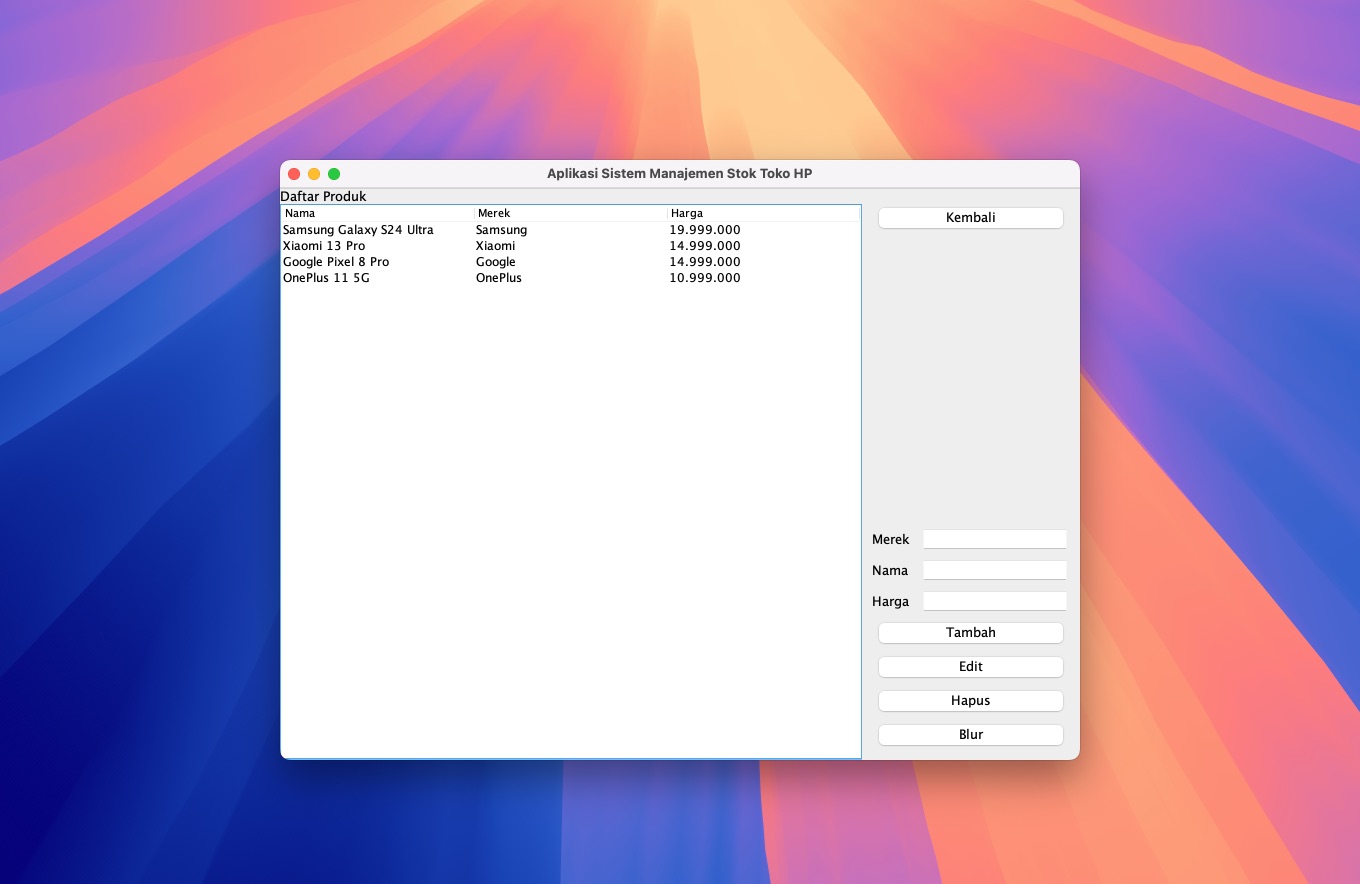 Aplikasi Sistem Manajemen Stok Toko HP
Daftar Produk
Nama Merek Harga
Samsung Galaxy S24 Ultra Samsung 19.999.000
Xiaomi 13 Pro Xiaomi 14.999.000
Google Pixel 8 Pro Google 14.999.000
OnePlus 11 5G OnePlus 10.999.000
Kembali
Merek
Nama
Harga
Tambah
Edit
Hapus
Blur